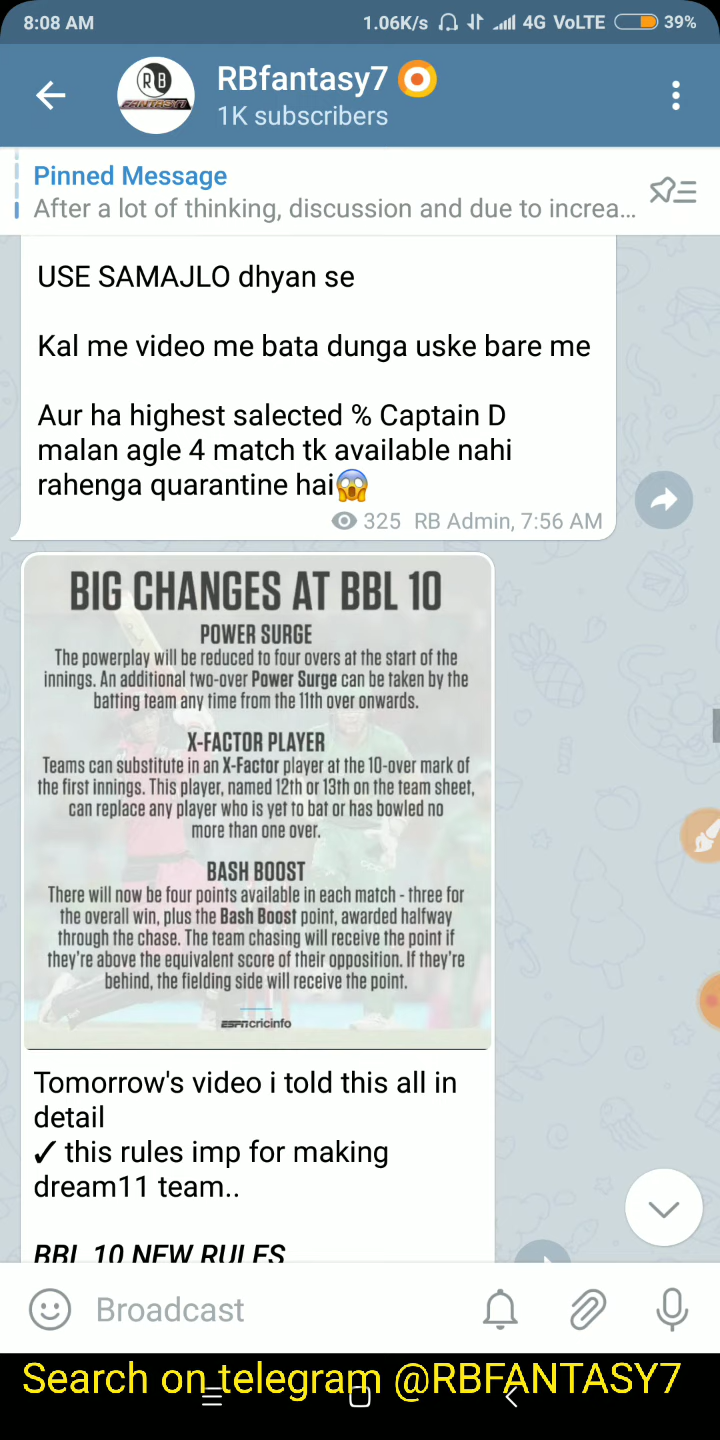 8:08 AM
1.06K/s
4G VoLTE
39%
RB
FANTASY7
RBfantasy7
1K subscribers
Pinned Message
After a lot of thinking, discussion and due to increa...
USE SAMAJLO dhyan se
Kal me video me bata dunga uske bare me
Aur ha highest salected % Captain D
malan agle 4 match tk available nahi
rahenga quarantine hai😱
325 RB Admin, 7:56 AM
BIG CHANGES AT BBL 10
POWER SURGE
The powerplay will be reduced to four overs at the start of the
innings. An additional two-over Power Surge can be taken by the
batting team any time from the 11th over onwards.
X-FACTOR PLAYER
Teams can substitute in an X-Factor player at the 10-over mark of
the first innings. This player, named 12th or 13th on the team sheet,
can replace any player who is yet to bat or has bowled no
more than one over.
BASH BOOST
There will now be four points available in each match - three for
the overall win, plus the Bash Boost point, awarded halfway
through the chase. The team chasing will receive the point if
they're above the equivalent score of their opposition. If they're
behind, the fielding side will receive the point.
ESPN cricinfo
Tomorrow's video i told this all in
detail
✓ this rules imp for making
dream11 team..
BBL 10 NEW RULES
Broadcast
Search on telegram @RBFANTASY7